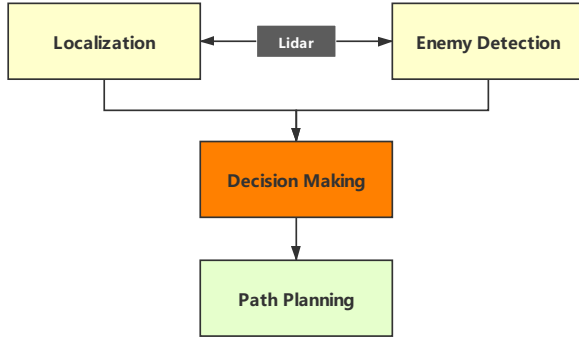 Localization
Lidar
Enemy Detection
Decision Making
Path Planning